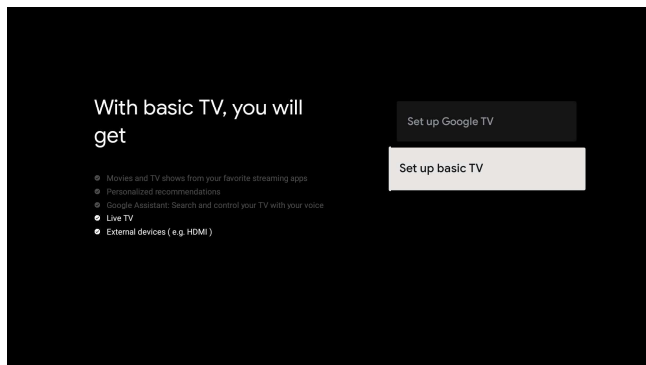 With basic TV, you will
get
Movies and TV shows from your favorite streaming apps
Personalized recommendations
Google Assistant: Search and control your TV with your voice
Live TV
External devices ( e.g. HDMI )
Set up Google TV
Set up basic TV